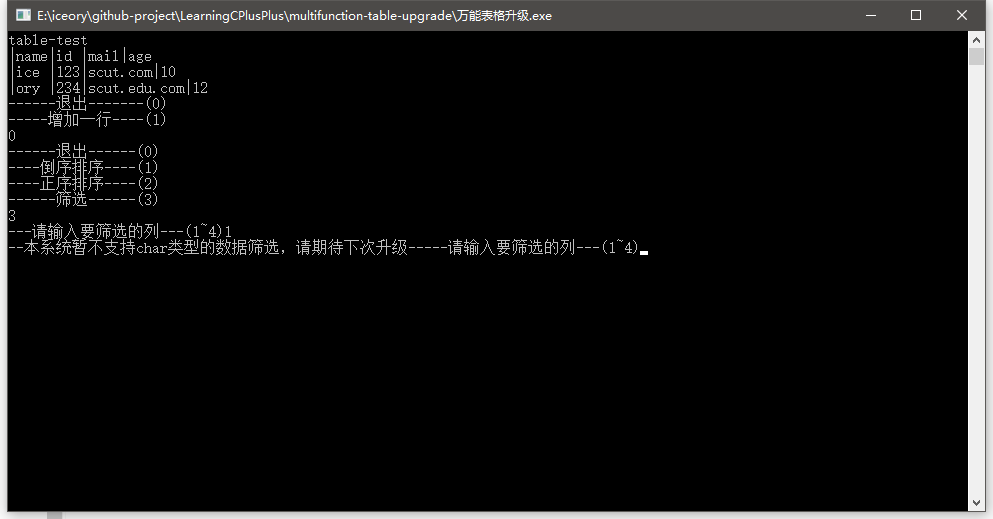 E:\iceory\github-project\LearningCPlusPlus\multifunction-table-upgrade\万能表格升级.exe
table-test
|name|id |mail|age
|ice |123|scut.com|10
|ory |234|scut.edu.com|12
------退出-------(0)
-----增加一行----(1)
0
------退出------(0)
----倒序排序----(1)
----正序排序----(2)
------筛选------(3)
3
---请输入要筛选的列---(1~4)1
--本系统暂不支持char类型的数据筛选，请期待下次升级-----请输入要筛选的列---(1~4)